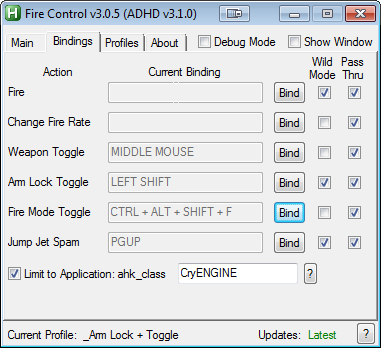 H Fire Control v3.0.5 (ADHD v3.1.0)
Main Bindings Profiles About Debug Mode Show Window
Action Current Binding Wild Mode Pass Thru
Fire Bind
Change Fire Rate Bind
Weapon Toggle MIDDLE MOUSE Bind
Arm Lock Toggle LEFT SHIFT Bind
Fire Mode Toggle CTRL + ALT + SHIFT + F Bind
Jump Jet Spam PGUP Bind
Limit to Application: ahk_class CryENGINE ?
Current Profile: _Arm Lock + Toggle Updates: Latest ?